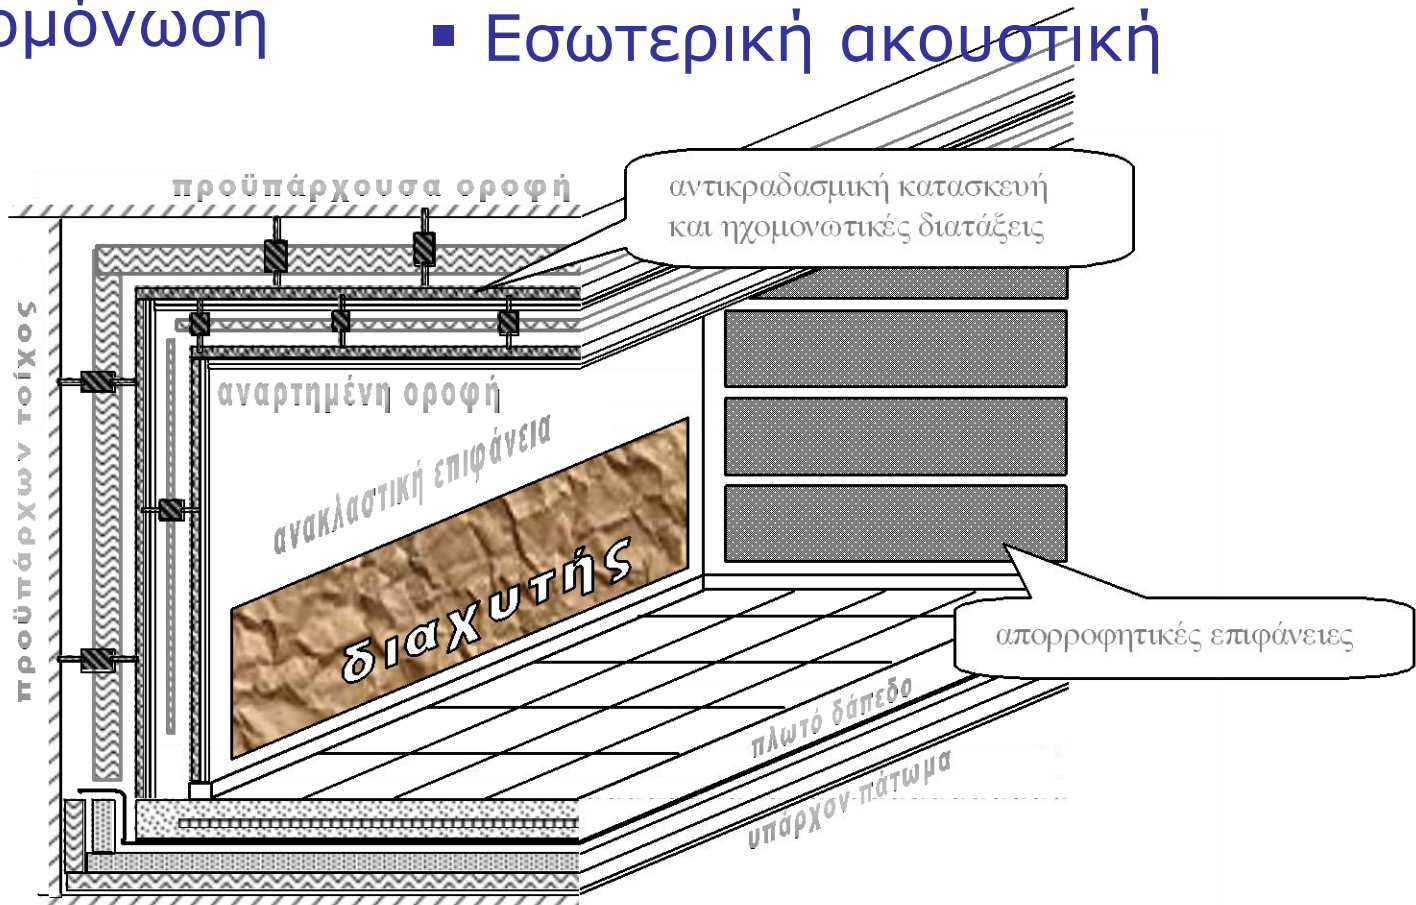 ▪ Εσωτερική ακουστική
προϋπάρχουσα οροφή
αντικραδασμική κατασκευή
και ηχομονωτικές διατάξεις
προϋπάρχων τοίχος
αναρτημένη οροφή
ανακλαστική επιφάνεια
διαχυτής
απορροφητικές επιφάνειες
πλωτό δάπεδο
υπάρχον πάτωμα